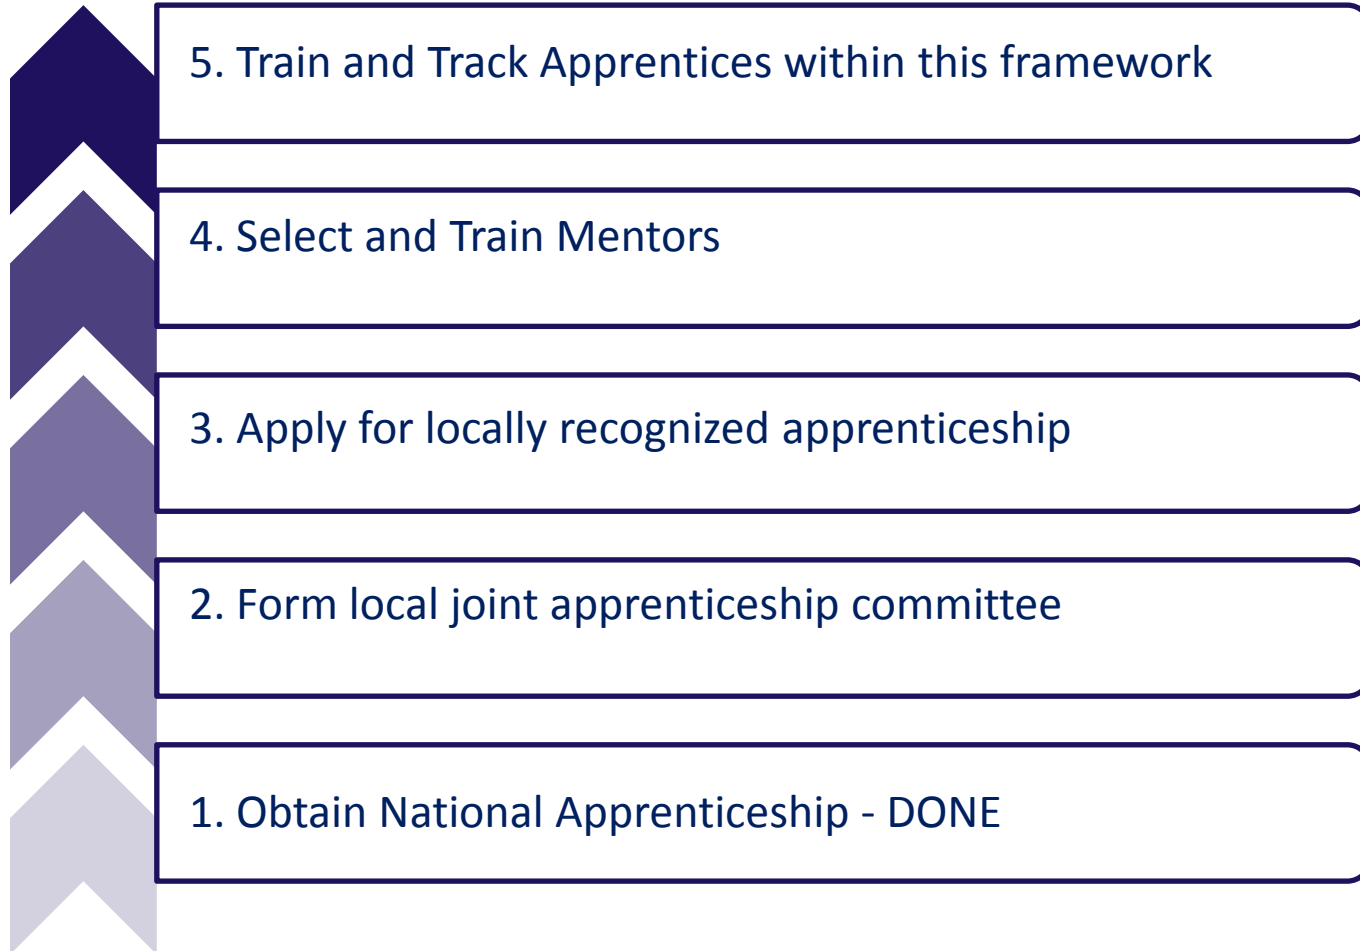 5. Train and Track Apprentices within this framework
4. Select and Train Mentors
3. Apply for locally recognized apprenticeship
2. Form local joint apprenticeship committee
1. Obtain National Apprenticeship - DONE